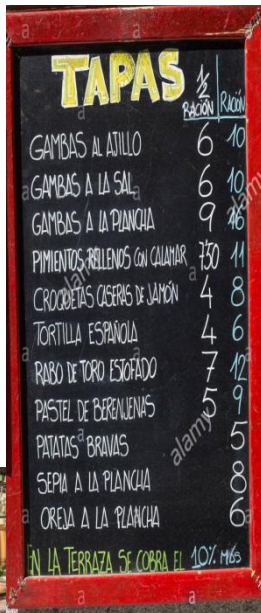 TAPAS 1/2 RACIÓN RACIÓN
GAMBAS AL AJILLO 6 10
GAMBAS A LA SAL 6 10
GAMBAS A LA PLANCHA 9
PIMIENTOS RELLENOS CON CALAMAR 7'50 11
CROQUETAS CASERAS DE JAMÓN 4 8
TORTILLA ESPAÑOLA 4 6
RABO DE TORO ESTOFADO 7 12
PASTEL DE BERENJENAS 5 9
PATATAS BRAVAS 5
SEPIA A LA PLANCHA 8
OREJA A LA PLANCHA 6
EN LA TERRAZA SE COBRA EL 10% MÁS
alamy